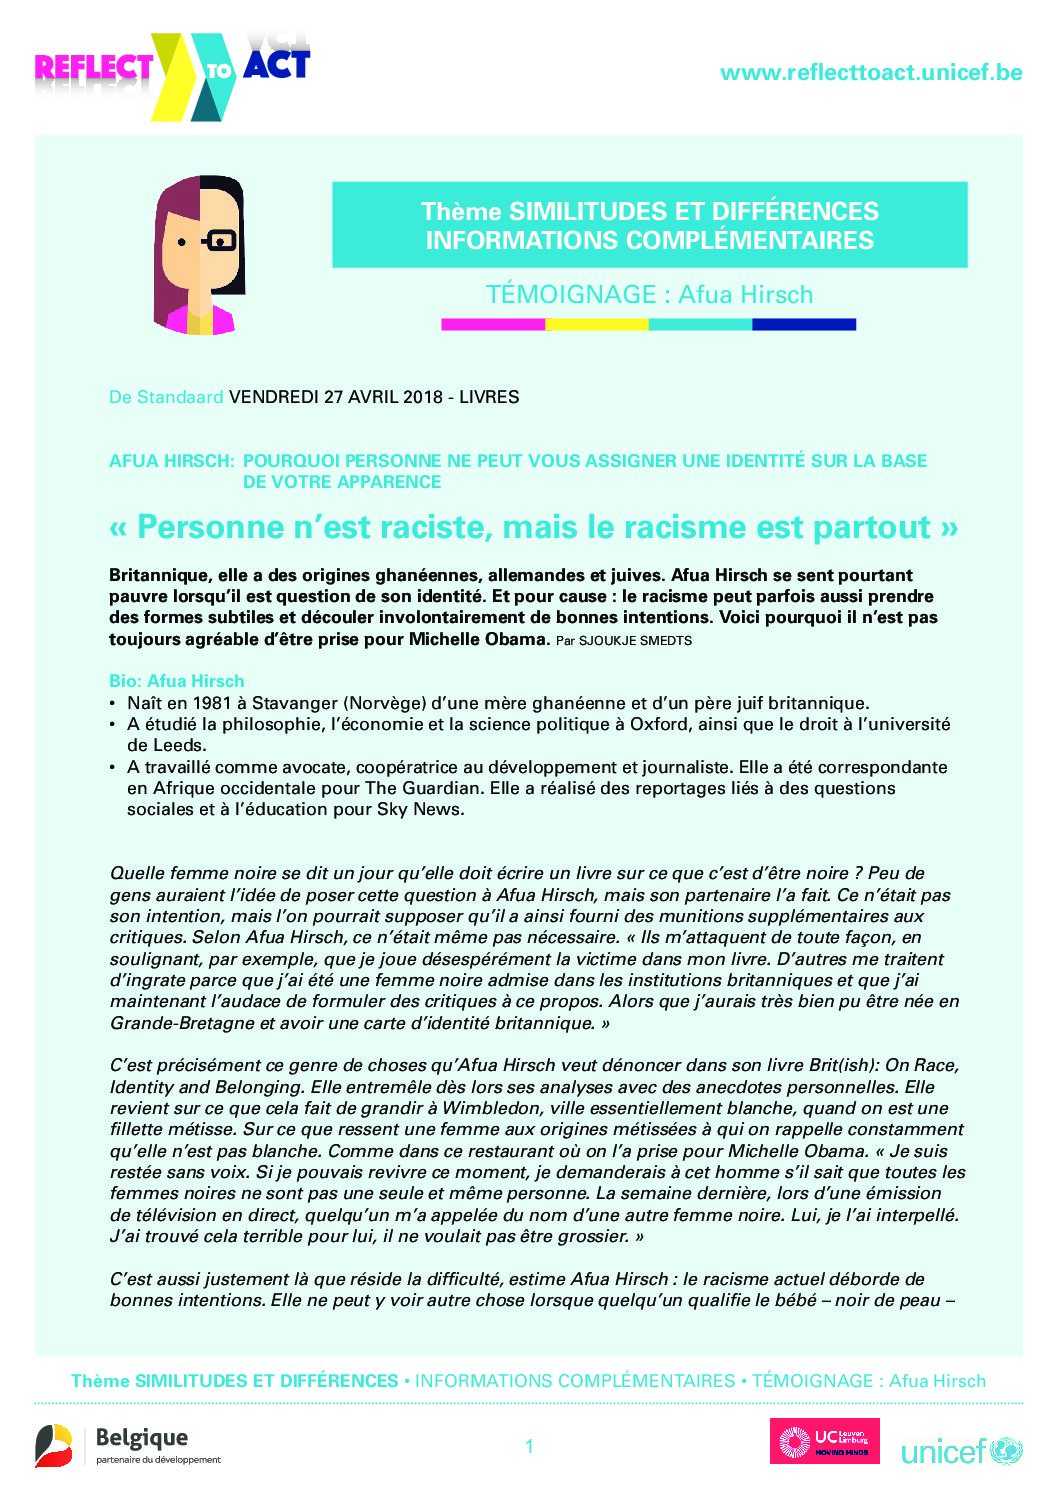 REFLECT TO ACT
www.reflecttoact.unicef.be
Thème SIMILITUDES ET DIFFÉRENCES
INFORMATIONS COMPLÉMENTAIRES
TÉMOIGNAGE : Afua Hirsch
De Standaard VENDREDI 27 AVRIL 2018 - LIVRES
AFUA HIRSCH: POURQUOI PERSONNE NE PEUT VOUS ASSIGNER UNE IDENTITÉ SUR LA BASE
DE VOTRE APPARENCE
« Personne n’est raciste, mais le racisme est partout »
Britannique, elle a des origines ghanéennes, allemandes et juives. Afua Hirsch se sent pourtant
pauvre lorsqu’il est question de son identité. Et pour cause : le racisme peut parfois aussi prendre
des formes subtiles et découler involontairement de bonnes intentions. Voici pourquoi il n’est pas
toujours agréable d’être prise pour Michelle Obama. Par SJOUKJE SMEDTS
Bio: Afua Hirsch
• Naît en 1981 à Stavanger (Norvège) d’une mère ghanéenne et d’un père juif britannique.
• A étudié la philosophie, l’économie et la science politique à Oxford, ainsi que le droit à l’université
de Leeds.
• A travaillé comme avocate, coopératrice au développement et journaliste. Elle a été correspondante
en Afrique occidentale pour The Guardian. Elle a réalisé des reportages liés à des questions
sociales et à l’éducation pour Sky News.
Quelle femme noire se dit un jour qu’elle doit écrire un livre sur ce que c’est d’être noire ? Peu de
gens auraient l’idée de poser cette question à Afua Hirsch, mais son partenaire l’a fait. Ce n’était pas
son intention, mais l’on pourrait supposer qu’il a ainsi fourni des munitions supplémentaires aux
critiques. Selon Afua Hirsch, ce n’était même pas nécessaire. « Ils m’attaquent de toute façon, en
soulignant, par exemple, que je joue désespérément la victime dans mon livre. D’autres me traitent
d’ingrate parce que j’ai été une femme noire admise dans les institutions britanniques et que j’ai
maintenant l’audace de formuler des critiques à ce propos. Alors que j’aurais très bien pu être née en
Grande-Bretagne et avoir une carte d’identité britannique. »
C’est précisément ce genre de choses qu’Afua Hirsch veut dénoncer dans son livre Brit(ish): On Race,
Identity and Belonging. Elle entremêle dès lors ses analyses avec des anecdotes personnelles. Elle
revient sur ce que cela fait de grandir à Wimbledon, ville essentiellement blanche, quand on est une
fillette métisse. Sur ce que ressent une femme aux origines métissées à qui on rappelle constamment
qu’elle n’est pas blanche. Comme dans ce restaurant où on l’a prise pour Michelle Obama. « Je suis
restée sans voix. Si je pouvais revivre ce moment, je demanderais à cet homme s’il sait que toutes les
femmes noires ne sont pas une seule et même personne. La semaine dernière, lors d’une émission
de télévision en direct, quelqu’un m’a appelée du nom d’une autre femme noire. Lui, je l’ai interpellé.
J’ai trouvé cela terrible pour lui, il ne voulait pas être grossier. »
C’est aussi justement là que réside la difficulté, estime Afua Hirsch : le racisme actuel déborde de
bonnes intentions. Elle ne peut y voir autre chose lorsque quelqu’un qualifie le bébé – noir de peau –
Thème SIMILITUDES ET DIFFÉRENCES • INFORMATIONS COMPLÉMENTAIRES • TÉMOIGNAGE : Afua Hirsch
Belgique
partenaire du développement
1
UC Leuven
Limburg
MOVING MINDS
unicef